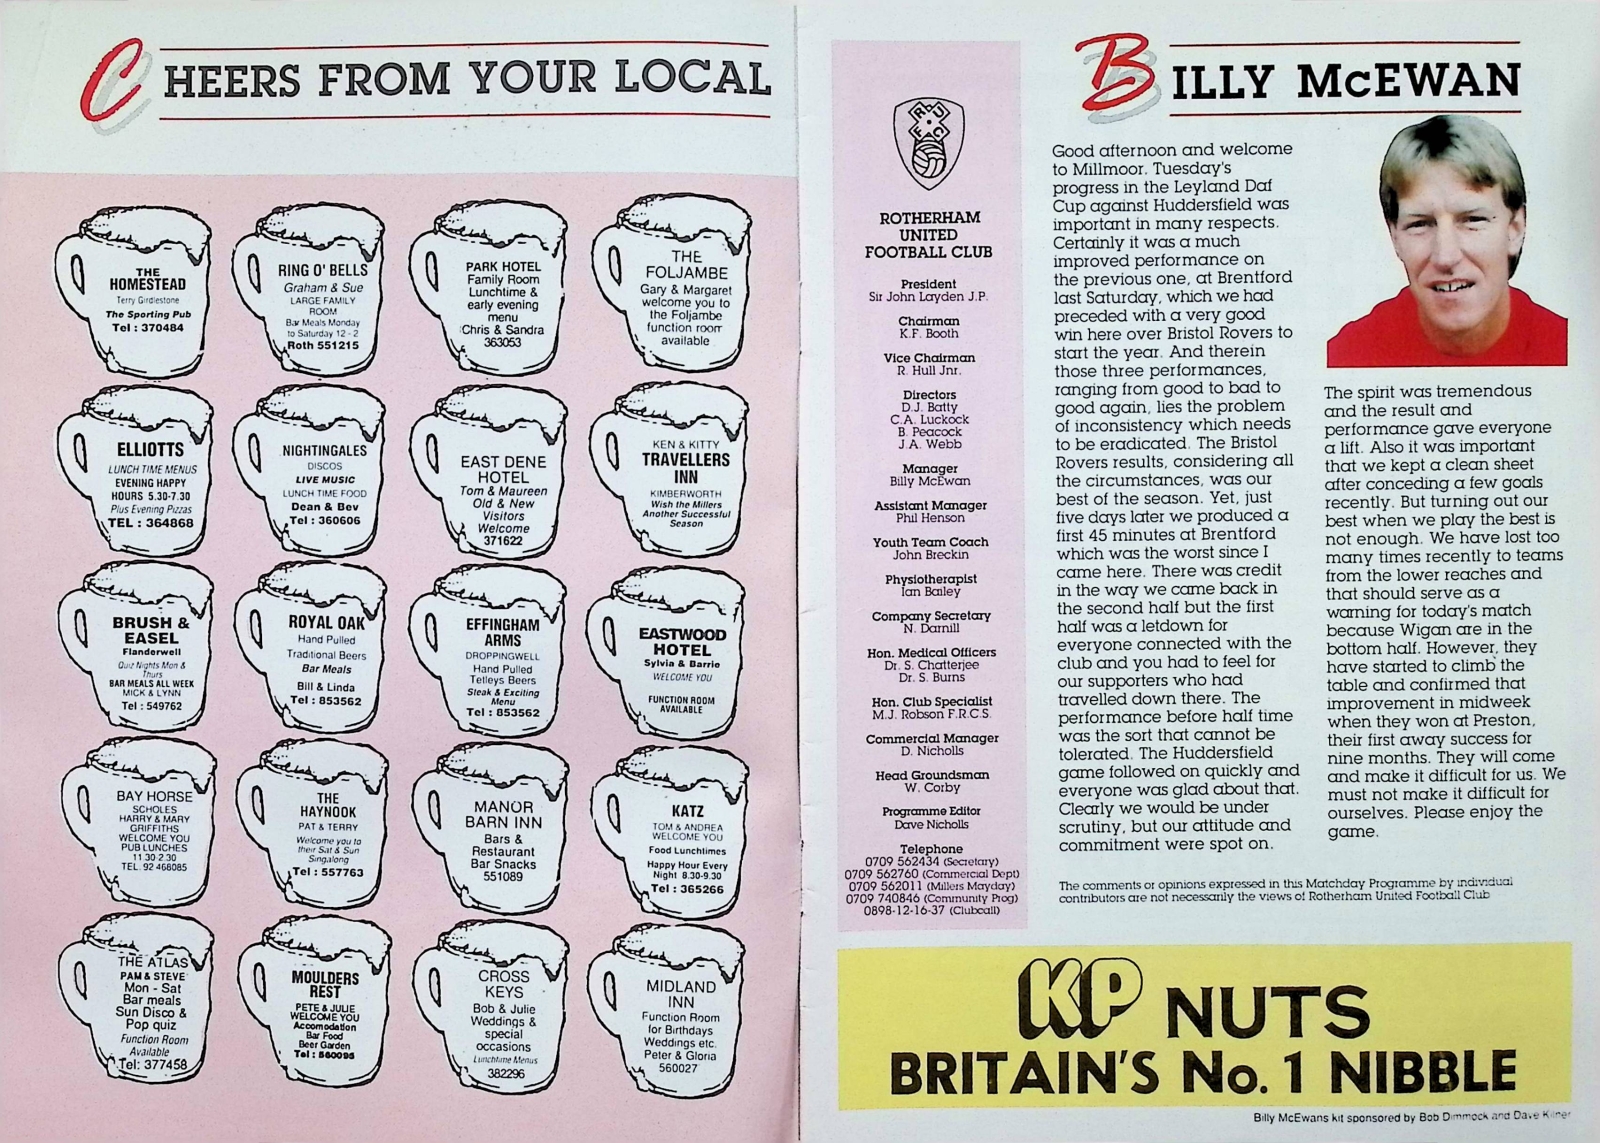 CHEERS FROM YOUR LOCAL
THE
HOMESTEAD
Terry Girdlestone
The Sporting Pub
Tel : 370484
RING O' BELLS
Graham & Sue
LARGE FAMILY
ROOM
Bar Meals Monday
to Saturday 12 - 2
Roth 551215
PARK HOTEL
Family Room
Lunchtime &
early evening
menu
Chris & Sandra
363053
THE
FOLJAMBE
Gary & Margaret
welcome you to
the Foljambe
function room
available
ELLIOTTS
LUNCH TIME MENUS
EVENING HAPPY
HOURS 5.30-7.30
Plus Evening Pizzas
TEL : 364868
NIGHTINGALES
DISCOS
LIVE MUSIC
LUNCH TIME FOOD
Dean & Bev
Tel : 360606
EAST DENE
HOTEL
Tom & Maureen
Old & New
Visitors
Welcome
371622
KEN & KITTY
TRAVELLERS
INN
KIMBERWORTH
Wish the Millers
Another Successful
Season
BRUSH &
EASEL
Flanderwell
Quiz Nights Mon &
Thurs
BAR MEALS ALL WEEK
MICK & LYNN
Tel : 549762
ROYAL OAK
Hand Pulled
Traditional Beers
Bar Meals
Bill & Linda
Tel : 853562
EFFINGHAM
ARMS
DROPPINGWELL
Hand Pulled
Tetleys Beers
Steak & Exciting
Menu
Tel : 853562
EASTWOOD
HOTEL
Sylvia & Barrie
WELCOME YOU
FUNCTION ROOM
AVAILABLE
BAY HORSE
SCHOLES
HARRY & MARY
GRIFFITHS
WELCOME YOU
PUB LUNCHES
11.30-2.30
TEL. 92 468085
THE
HAYNOOK
PAT & TERRY
Welcome you to
their Sat & Sun
Singalong
Tel : 557763
MANOR
BARN INN
Bars &
Restaurant
Bar Snacks
551089
KATZ
TOM & ANDREA
WELCOME YOU
Food Lunchtimes
Happy Hour Every
Night 8.30-9.30
Tel : 365266
THE ATLAS
PAM & STEVE
Mon - Sat
Bar meals
Sun Disco &
Pop quiz
Function Room
Available
Tel: 377458
MOULDERS
REST
PETE & JULIE
WELCOME YOU
Accomodation
Bar Food
Beer Garden
Tel : 560095
CROSS
KEYS
Bob & Julie
Weddings &
special
occasions
Lunchtime Menus
382296
MIDLAND
INN
Function Room
for Birthdays
Weddings etc.
Peter & Gloria
560027
RUFC
ROTHERHAM
UNITED
FOOTBALL CLUB
President
Sir John Layden J.P.
Chairman
K.F. Booth
Vice Chairman
R. Hull Jnr.
Directors
D.J. Batty
C.A. Luckock
B. Peacock
J.A. Webb
Manager
Billy McEwan
Assistant Manager
Phil Henson
Youth Team Coach
John Breckin
Physiotherapist
Ian Bailey
Company Secretary
N. Darnill
Hon. Medical Officers
Dr. S. Chatterjee
Dr. S. Burns
Hon. Club Specialist
M.J. Robson F.R.C.S.
Commercial Manager
D. Nicholls
Head Groundsman
W. Corby
Programme Editor
Dave Nicholls
Telephone
0709 562434 (Secretary)
0709 562760 (Commercial Dept)
0709 562011 (Millers Mayday)
0709 740846 (Community Prog)
0898-12-16-37 (Clubcall)
BILLY McEWAN
Good afternoon and welcome
to Millmoor. Tuesday's
progress in the Leyland Daf
Cup against Huddersfield was
important in many respects.
Certainly it was a much
improved performance on
the previous one, at Brentford
last Saturday, which we had
preceded with a very good
win here over Bristol Rovers to
start the year. And therein
those three performances,
ranging from good to bad to
good again, lies the problem
of inconsistency which needs
to be eradicated. The Bristol
Rovers results, considering all
the circumstances, was our
best of the season. Yet, just
five days later we produced a
first 45 minutes at Brentford
which was the worst since I
came here. There was credit
in the way we came back in
the second half but the first
half was a letdown for
everyone connected with the
club and you had to feel for
our supporters who had
travelled down there. The
performance before half time
was the sort that cannot be
tolerated. The Huddersfield
game followed on quickly and
everyone was glad about that.
Clearly we would be under
scrutiny, but our attitude and
commitment were spot on.
The spirit was tremendous
and the result and
performance gave everyone
a lift. Also it was important
that we kept a clean sheet
after conceding a few goals
recently. But turning out our
best when we play the best is
not enough. We have lost too
many times recently to teams
from the lower reaches and
that should serve as a
warning for today's match
because Wigan are in the
bottom half. However, they
have started to climb the
table and confirmed that
improvement in midweek
when they won at Preston,
their first away success for
nine months. They will come
and make it difficult for us. We
must not make it difficult for
ourselves. Please enjoy the
game.
The comments or opinions expressed in this Matchday Programme by individual
contributors are not necessarily the views of Rotherham United Football Club
KP NUTS
BRITAIN'S No. 1 NIBBLE
Billy McEwans kit sponsored by Bob Dimmock and Dave Kilner